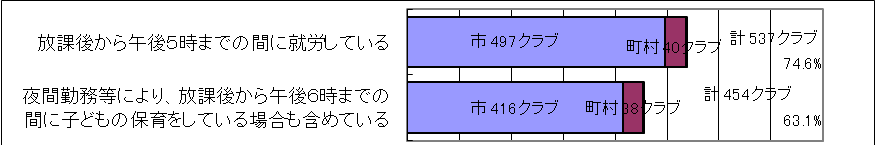 放課後から午後５時までの間に就労している
市 497クラブ
町村 40クラブ
計 537クラブ
74.6%
夜間勤務等により、放課後から午後６時までの
間に子どもの保育をしている場合も含めている
市 416クラブ
町村 38クラブ
計 454クラブ
63.1%